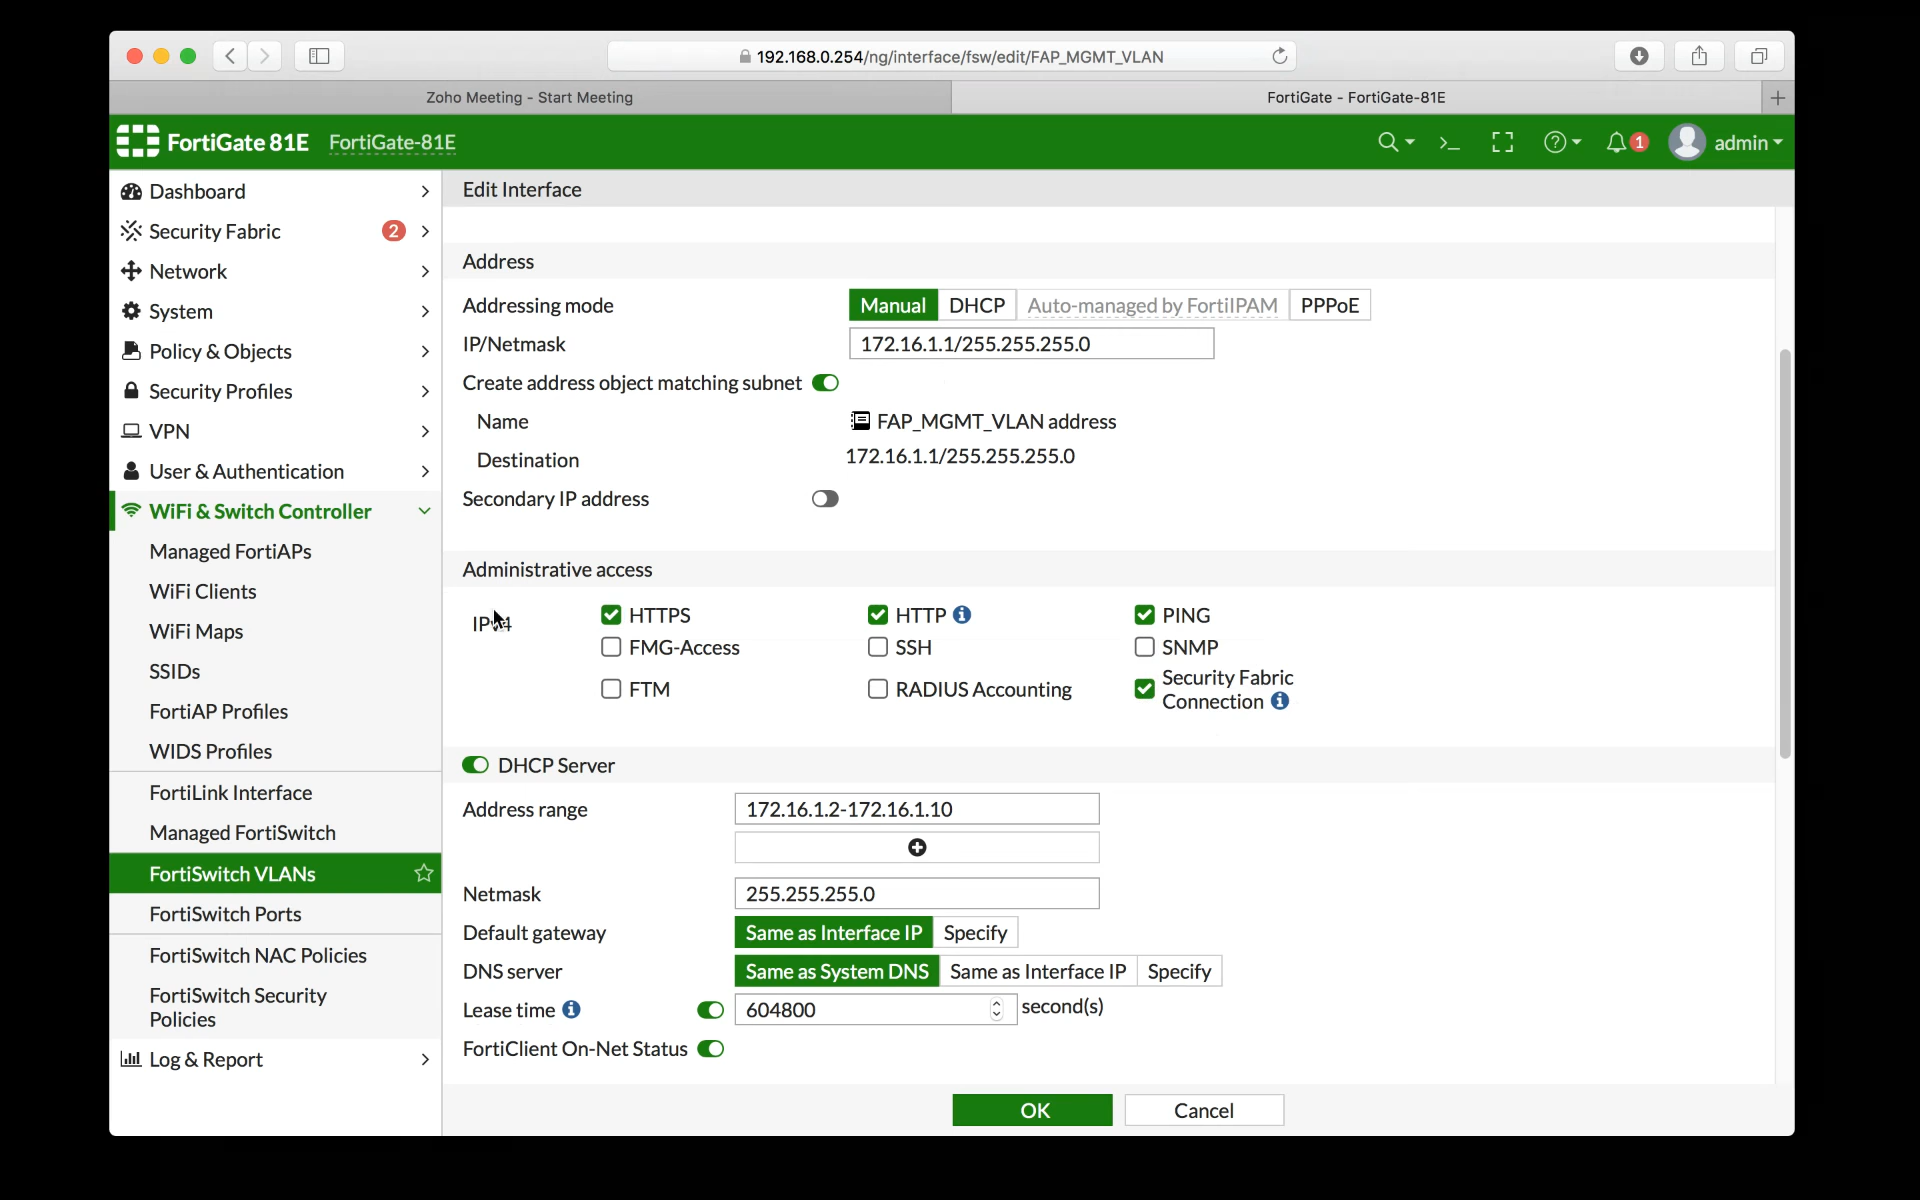 192.168.0.254/ng/interface/fsw/edit/FAP_MGMT_VLAN
Zoho Meeting - Start Meeting
FortiGate - FortiGate-81E
FortiGate 81E FortiGate-81E
1 admin
Dashboard
Security Fabric 2
Network
System
Policy & Objects
Security Profiles
VPN
User & Authentication
WiFi & Switch Controller
Managed FortiAPs
WiFi Clients
WiFi Maps
SSIDs
FortiAP Profiles
WIDS Profiles
FortiLink Interface
Managed FortiSwitch
FortiSwitch VLANs
FortiSwitch Ports
FortiSwitch NAC Policies
FortiSwitch Security
Policies
Log & Report
Edit Interface
Address
Addressing mode Manual DHCP Auto-managed by FortiIPAM PPPoE
IP/Netmask 172.16.1.1/255.255.255.0
Create address object matching subnet
Name FAP_MGMT_VLAN address
Destination 172.16.1.1/255.255.255.0
Secondary IP address
Administrative access
IPv4 HTTPS HTTP PING
FMG-Access SSH SNMP
FTM RADIUS Accounting Security Fabric
Connection
DHCP Server
Address range 172.16.1.2-172.16.1.10
Netmask 255.255.255.0
Default gateway Same as Interface IP Specify
DNS server Same as System DNS Same as Interface IP Specify
Lease time 604800 second(s)
FortiClient On-Net Status
OK Cancel